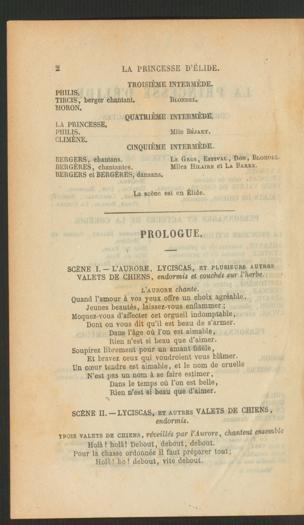 2 LA PRINCESSE D'ÉLIDE.
TROISIÈME INTERMÈDE.
PHILIS.
TIRCIS, berger chantant. BLONDEL.
MORON.
QUATRIÈME INTERMÈDE.
LA PRINCESSE.
PHILIS. Mlle BÉJART.
CLIMÈNE.
CINQUIÈME INTERMÈDE.
BERGERS, chantans. LE GROS, ESTIVAL, DON, BLONDEL
BERGÈRES, chantantes. Mlles HILAIRE et LA BARRE.
BERGERS et BERGÈRES, dansans.
La scène est en Élide.
PROLOGUE.
SCÈNE I. — L'AURORE, LYCISCAS, ET PLUSIEURS AUTRES
VALETS DE CHIENS, endormis et couchés sur l'herbe.
L'AURORE chante.
Quand l'amour à vos yeux offre un choix agréable,
Jeunes beautés, laissez-vous enflammer;
Moquez-vous d'affecter cet orgueil indomptable,
Dont on vous dit qu'il est beau de s'armer.
Dans l'âge où l'on est aimable,
Rien n'est si beau que d'aimer.
Soupirez librement pour un amant fidèle,
Et bravez ceux qui voudroient vous blâmer.
Un cœur tendre est aimable, et le nom de cruelle
N'est pas un nom à se faire estimer;
Dans le temps où l'on est belle,
Rien n'est si beau que d'aimer.
SCÈNE II. — LYCISCAS, ET AUTRES VALETS DE CHIENS,
endormis.
TROIS VALETS DE CHIENS, réveillés par l'Aurore, chantent ensemble
Holà! holà! Debout, debout, debout.
Pour la chasse ordonnée il faut préparer tout;
Holà! ho! debout, vite debout.